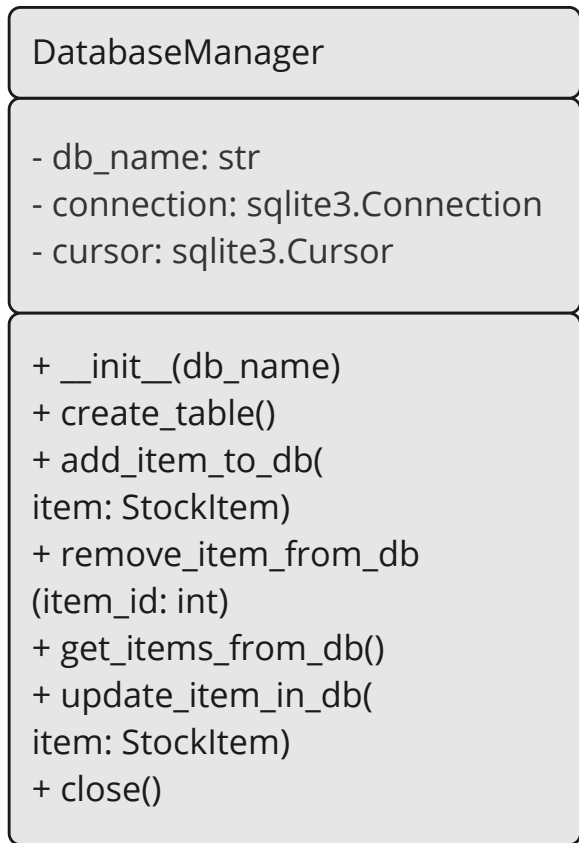 DatabaseManager
- db_name: str
- connection: sqlite3.Connection
- cursor: sqlite3.Cursor
+ __init__(db_name)
+ create_table()
+ add_item_to_db(
item: StockItem)
+ remove_item_from_db
(item_id: int)
+ get_items_from_db()
+ update_item_in_db(
item: StockItem)
+ close()